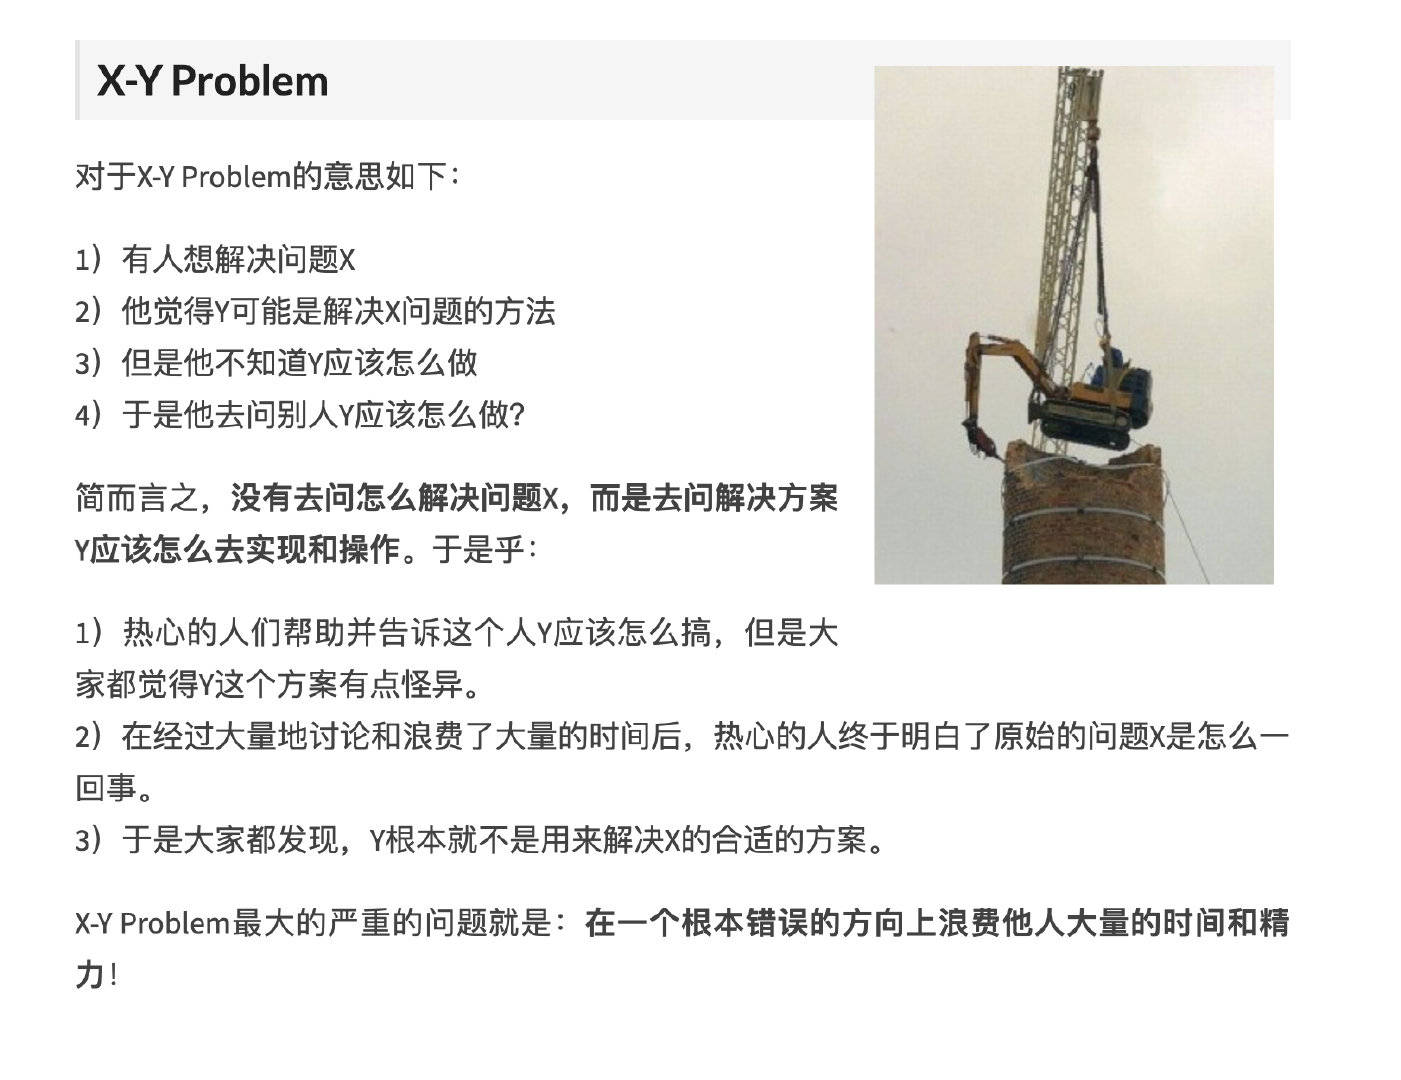 X-Y Problem
对于X-Y Problem的意思如下：
1）有人想解决问题X
2）他觉得Y可能是解决X问题的方法
3）但是他不知道Y应该怎么做
4）于是他去问别人Y应该怎么做？
简而言之，没有去问怎么解决问题X，而是去问解决方案
Y应该怎么去实现和操作。于是乎：
1）热心的人们帮助并告诉这个人Y应该怎么搞，但是大
家都觉得Y这个方案有点怪异。
2）在经过大量地讨论和浪费了大量的时间后，热心的人终于明白了原始的问题X是怎么一
回事。
3）于是大家都发现，Y根本就不是用来解决X的合适的方案。
X-Y Problem最大的严重的问题就是：在一个根本错误的方向上浪费他人大量的时间和精
力！